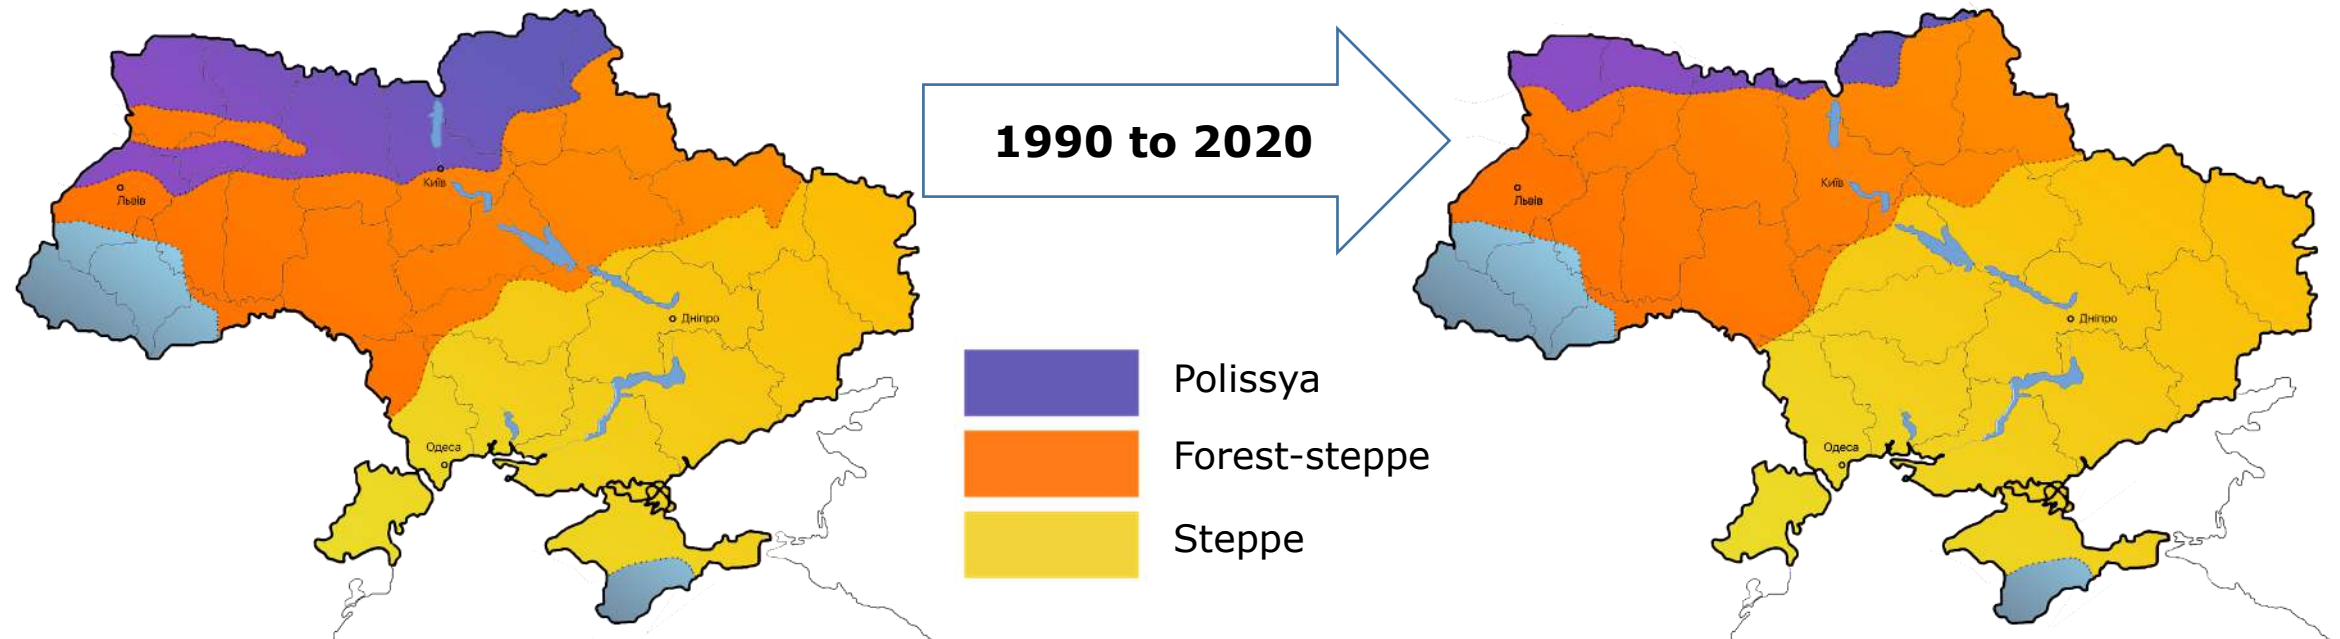 Львів
Київ
Дніпро
Одеса
1990 to 2020
Polissya
Forest-steppe
Steppe
Львів
Київ
Дніпро
Одеса